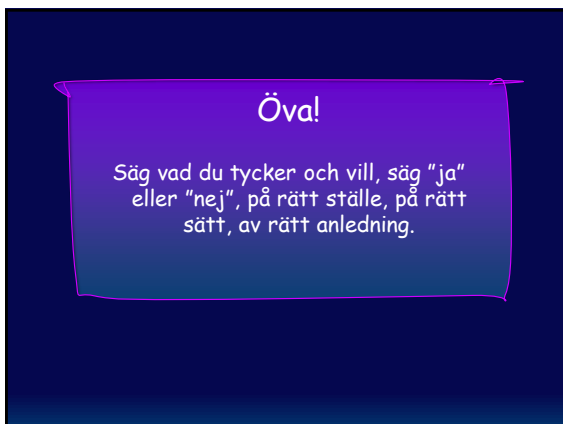 Öva!
Säg vad du tycker och vill, säg ”ja”
eller ”nej”, på rätt ställe, på rätt
sätt, av rätt anledning.